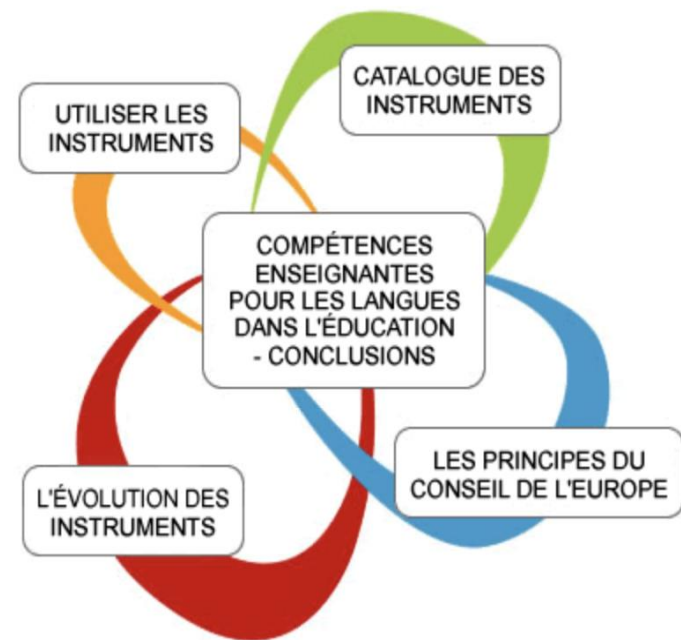 CATALOGUE DES
INSTRUMENTS
UTILISER LES
INSTRUMENTS
COMPÉTENCES
ENSEIGNANTES
POUR LES LANGUES
DANS L'ÉDUCATION
- CONCLUSIONS
LES PRINCIPES DU
CONSEIL DE L'EUROPE
L'ÉVOLUTION DES
INSTRUMENTS